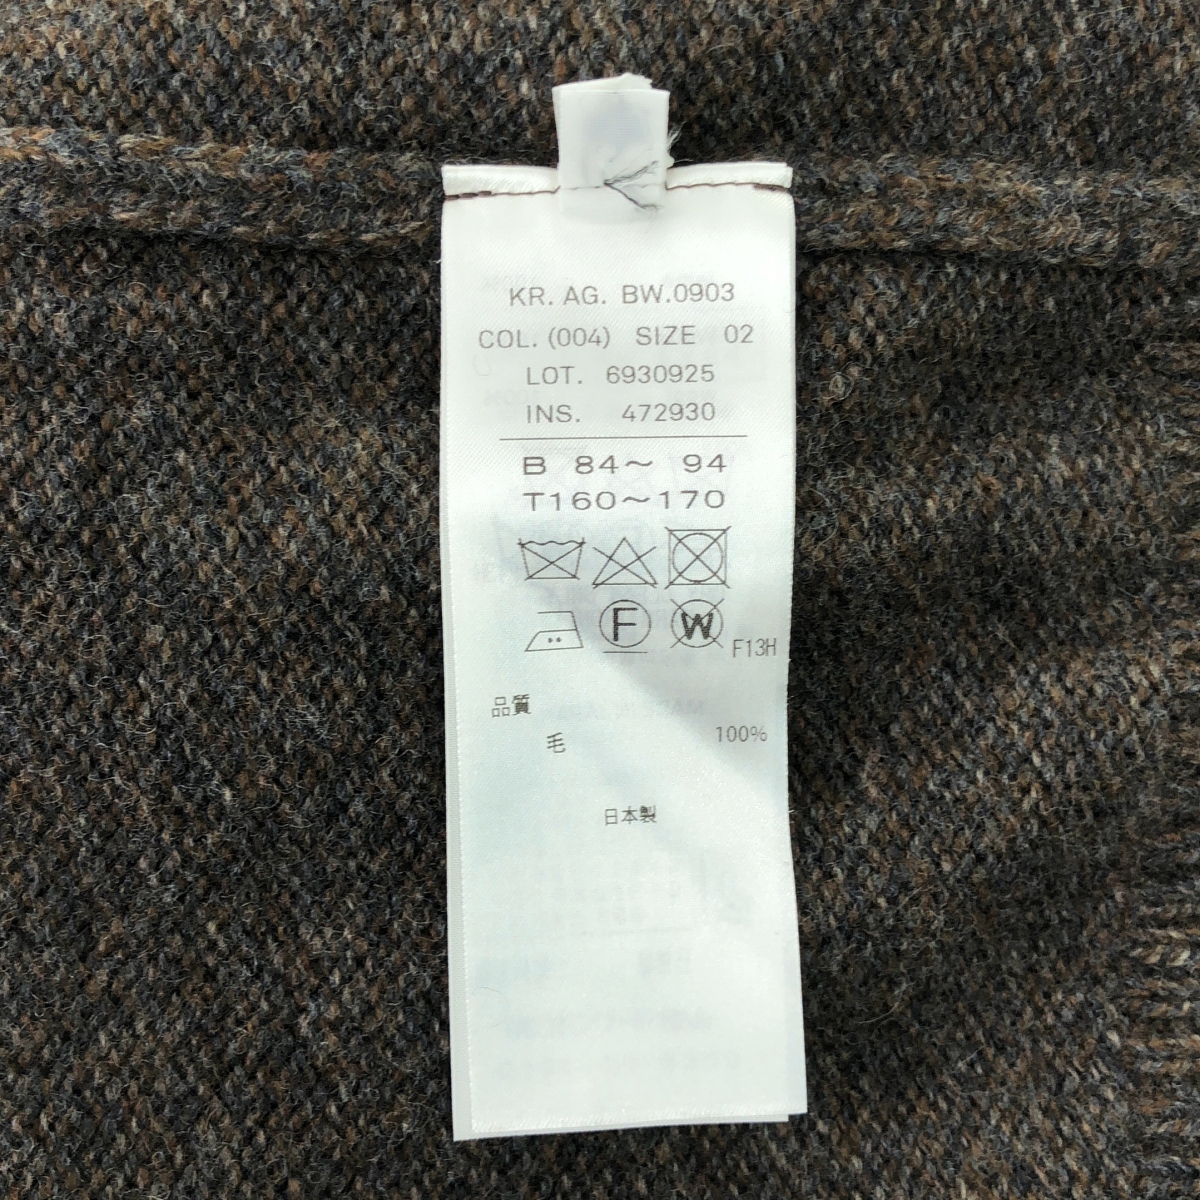 KR. AG. BW.0903
COL. (004) SIZE 02
LOT. 6930925
INS. 472930
B 84～ 94
T160～170
F W F13H
品質
毛 100%
日本製